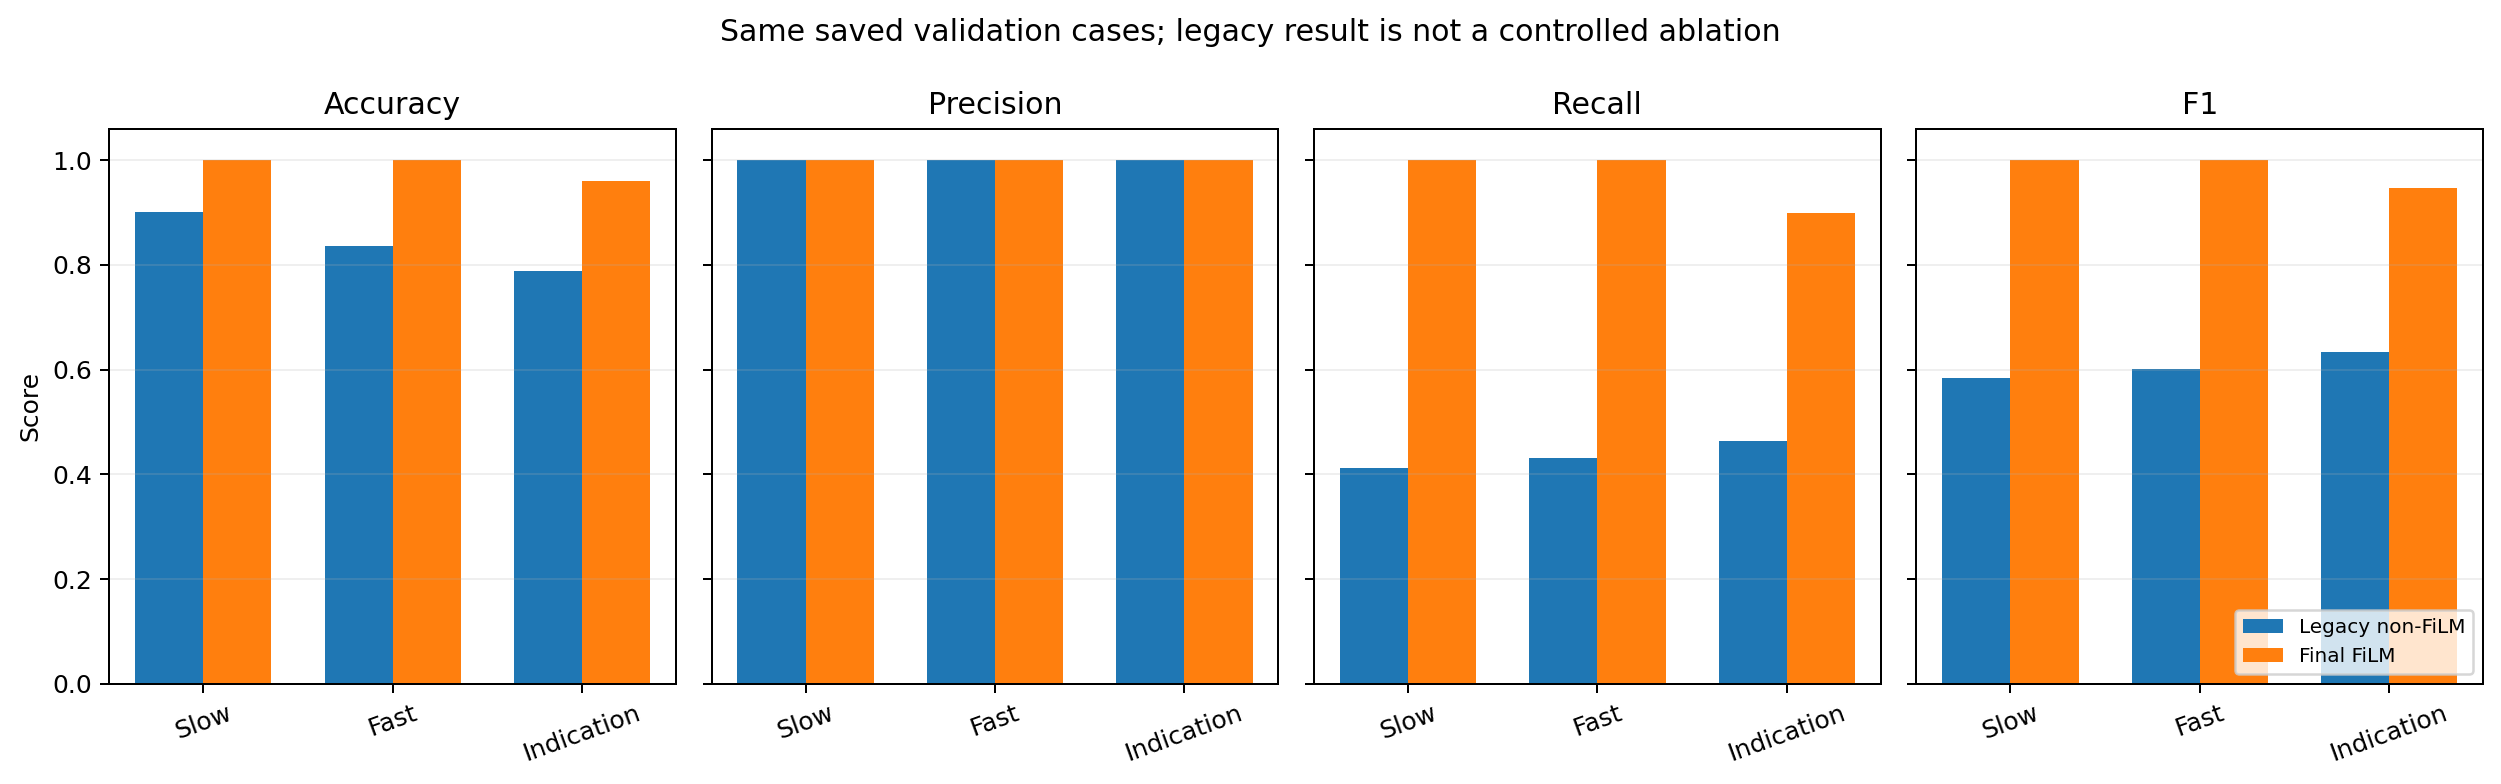 Same saved validation cases; legacy result is not a controlled ablation
Accuracy
Precision
Recall
F1
Score
1.0
0.8
0.6
0.4
0.2
0.0
Slow
Fast
Indication
Slow
Fast
Indication
Slow
Fast
Indication
Slow
Fast
Indication
Legacy non-FiLM
Final FiLM